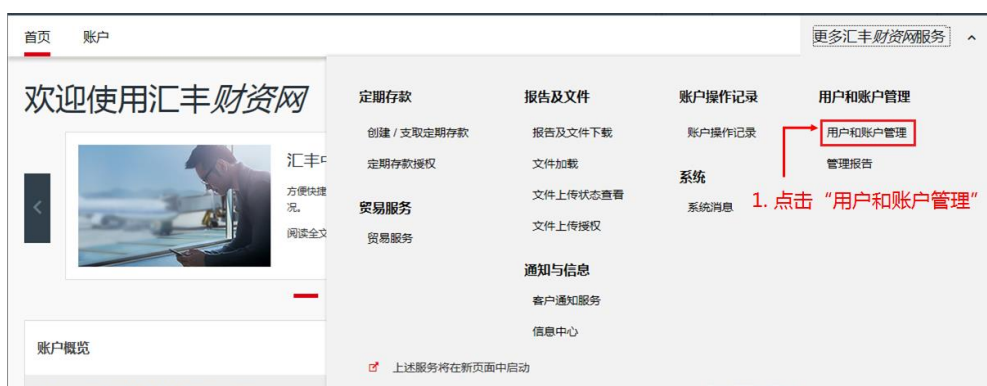 首页 账户 更多汇丰财资网服务
欢迎使用汇丰财资网
汇丰中
方便快捷
况。
阅读全文
定期存款
创建 / 支取定期存款
定期存款授权
贸易服务
贸易服务
报告及文件
报告及文件下载
文件加载
文件上传状态查看
文件上传授权
通知与信息
客户通知服务
信息中心
账户操作记录
账户操作记录
系统
系统消息
用户和账户管理
用户和账户管理
管理报告
1. 点击“用户和账户管理”
账户概览
上述服务将在新页面中启动